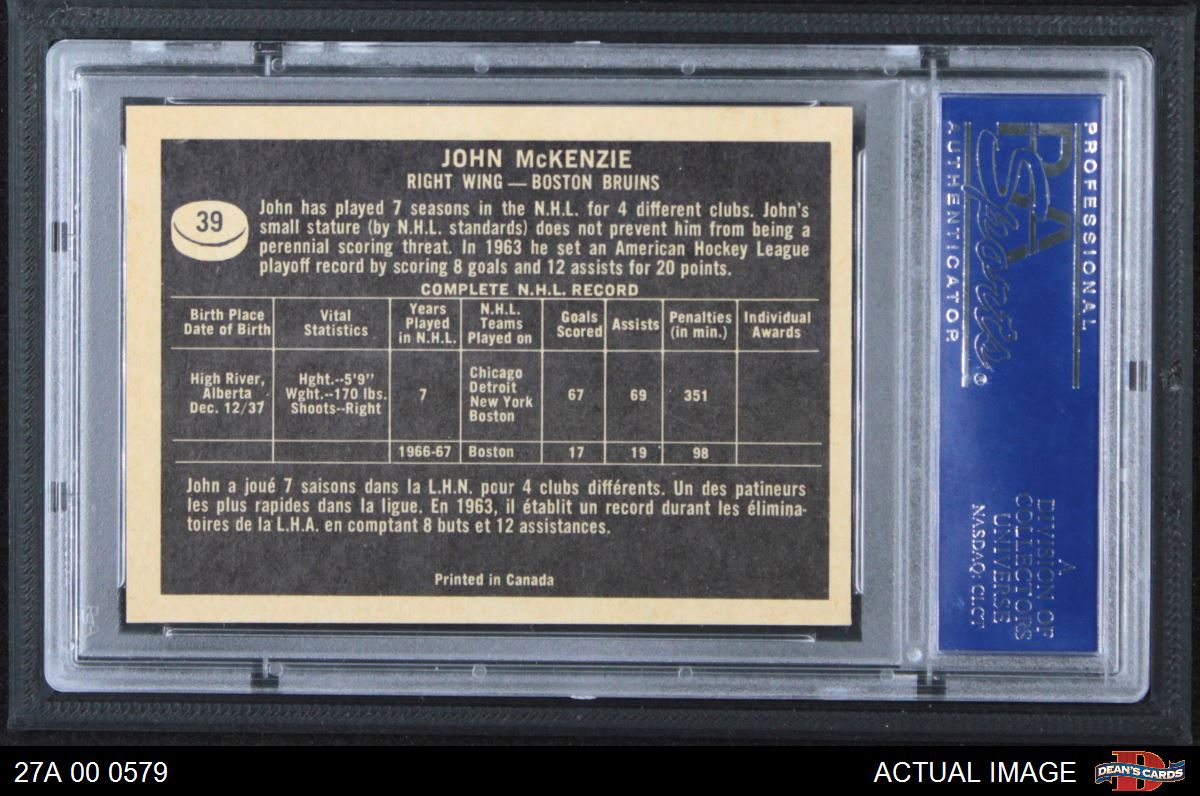 JOHN McKENZIE
RIGHT WING — BOSTON BRUINS
39
John has played 7 seasons in the N.H.L. for 4 different clubs. John's
small stature (by N.H.L. standards) does not prevent him from being a
perennial scoring threat. In 1963 he set an American Hockey League
playoff record by scoring 8 goals and 12 assists for 20 points.
COMPLETE N.H.L. RECORD
Birth Place Date of Birth | Vital Statistics | Years Played in N.H.L. | N.H.L. Teams Played on | Goals Scored | Assists | Penalties (in min.) | Individual Awards
High River, Alberta Dec. 12/37 | Hght.--5'9" Wght.--170 lbs. Shoots--Right | 7 | Chicago Detroit New York Boston | 67 | 69 | 351
1966-67 | Boston | 17 | 19 | 98
John a joué 7 saisons dans la L.H.N. pour 4 clubs différents. Un des patineurs
les plus rapides dans la ligue. En 1963, il établit un record durant les élimina-
toires de la L.H.A. en comptant 8 buts et 12 assistances.
Printed in Canada
PROFESSIONAL
PSA
Sports®
AUTHENTICATOR
A
DIVISION OF
COLLECTORS
UNIVERSE
NASDAQ: CLCT
27A 00 0579
ACTUAL IMAGE
DEAN'S CARDS